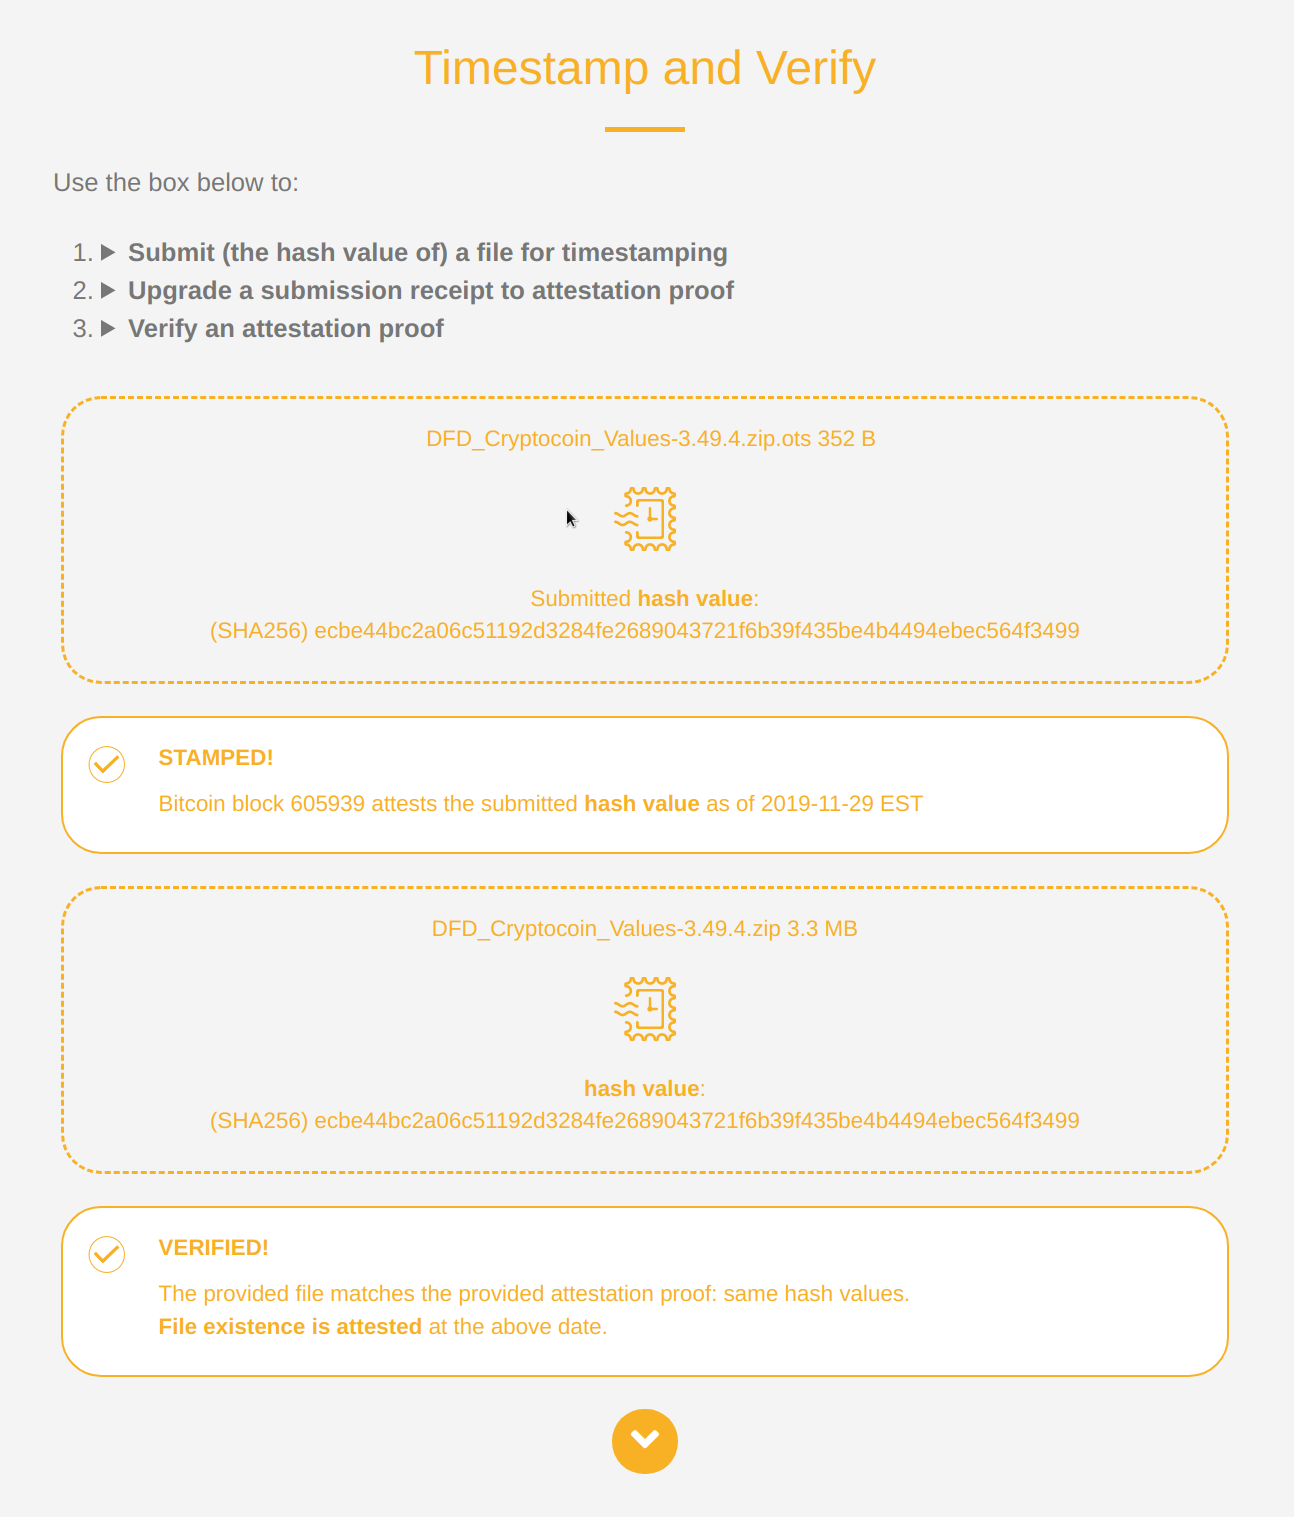 Timestamp and Verify
Use the box below to:
1. ▶ Submit (the hash value of) a file for timestamping
2. ▶ Upgrade a submission receipt to attestation proof
3. ▶ Verify an attestation proof
DFD_Cryptocoin_Values-3.49.4.zip.ots 352 B
Submitted hash value:
(SHA256) ecbe44bc2a06c51192d3284fe2689043721f6b39f435be4b4494ebec564f3499
STAMPED!
Bitcoin block 605939 attests the submitted hash value as of 2019-11-29 EST
DFD_Cryptocoin_Values-3.49.4.zip 3.3 MB
hash value:
(SHA256) ecbe44bc2a06c51192d3284fe2689043721f6b39f435be4b4494ebec564f3499
VERIFIED!
The provided file matches the provided attestation proof: same hash values.
File existence is attested at the above date.